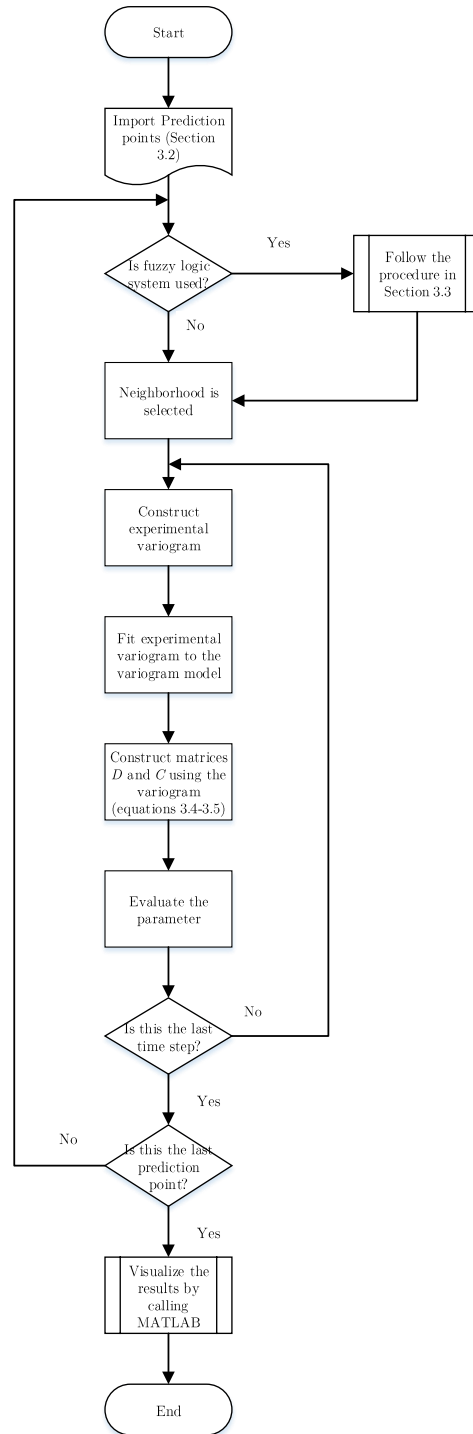 Start
Import Prediction
points (Section
3.2)
Yes
Is fuzzy logic
system used?
Follow the
procedure in
Section 3.3
No
Neighborhood is
selected
Construct
experimental
variogram
Fit experimental
variogram to the
variogram model
Construct matrices
D and C using the
variogram
(equations 3.4-3.5)
Evaluate the
parameter
No
Is this the last
time step?
Yes
No
Is this the last
prediction
point?
Yes
Visualize the
results by
calling
MATLAB
End